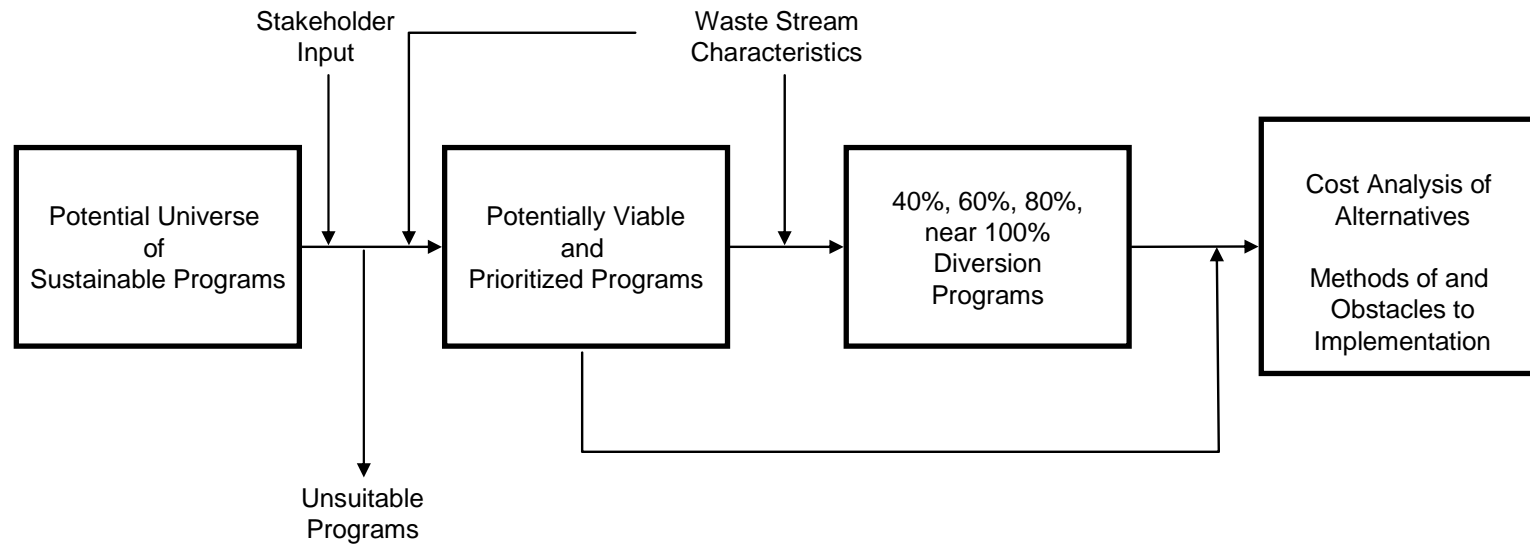 Stakeholder
Input
Waste Stream
Characteristics
Potential Universe
of
Sustainable Programs
Potentially Viable
and
Prioritized Programs
40%, 60%, 80%,
near 100%
Diversion
Programs
Cost Analysis of
Alternatives
Methods of and
Obstacles to
Implementation
Unsuitable
Programs